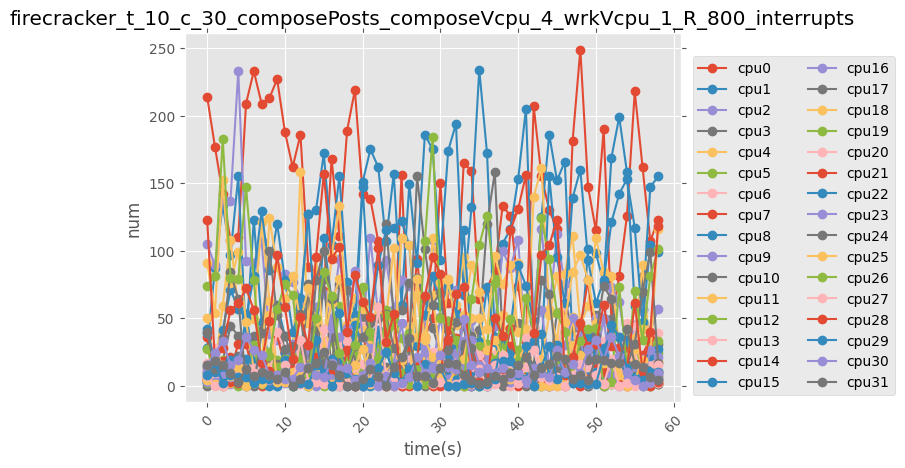 firecracker_t_10_c_30_composePosts_composeVcpu_4_wrkVcpu_1_R_800_interrupts
250
200
150
100
50
0
num
0
10
20
30
40
50
60
time(s)
cpu0
cpu1
cpu2
cpu3
cpu4
cpu5
cpu6
cpu7
cpu8
cpu9
cpu10
cpu11
cpu12
cpu13
cpu14
cpu15
cpu16
cpu17
cpu18
cpu19
cpu20
cpu21
cpu22
cpu23
cpu24
cpu25
cpu26
cpu27
cpu28
cpu29
cpu30
cpu31